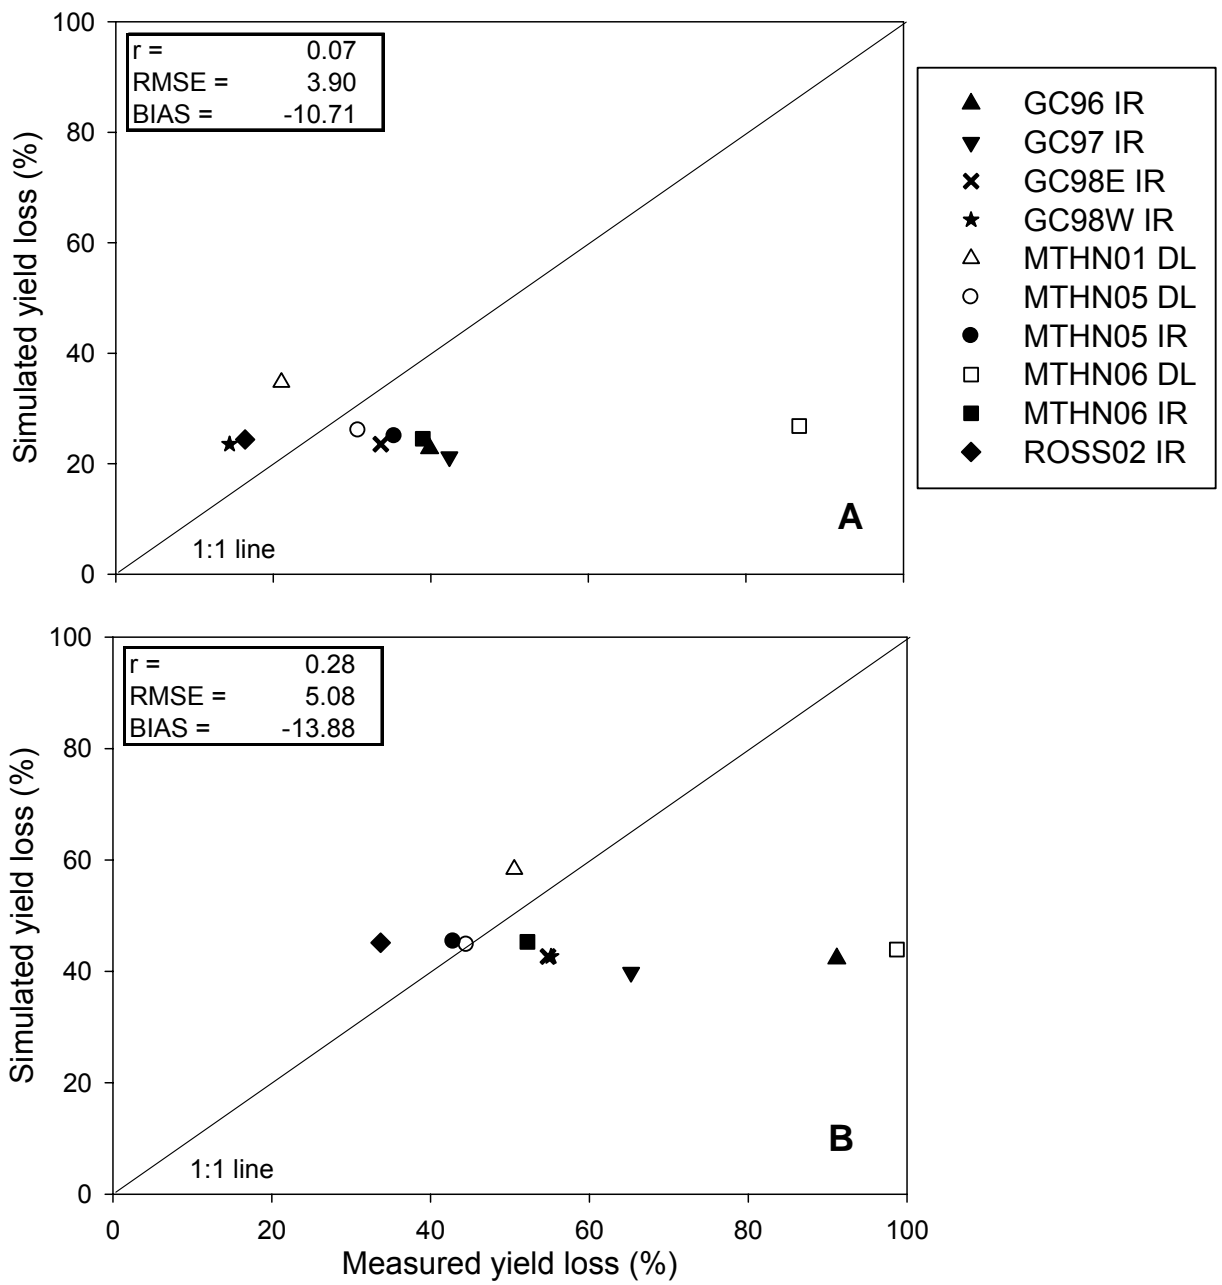 100
80
60
40
20
0
Simulated yield loss (%)
r = 0.07
RMSE = 3.90
BIAS = -10.71
1:1 line
A
GC96 IR
GC97 IR
GC98E IR
GC98W IR
MTHN01 DL
MTHN05 DL
MTHN05 IR
MTHN06 DL
MTHN06 IR
ROSS02 IR
100
80
60
40
20
0
Simulated yield loss (%)
r = 0.28
RMSE = 5.08
BIAS = -13.88
1:1 line
B
0 20 40 60 80 100
Measured yield loss (%)